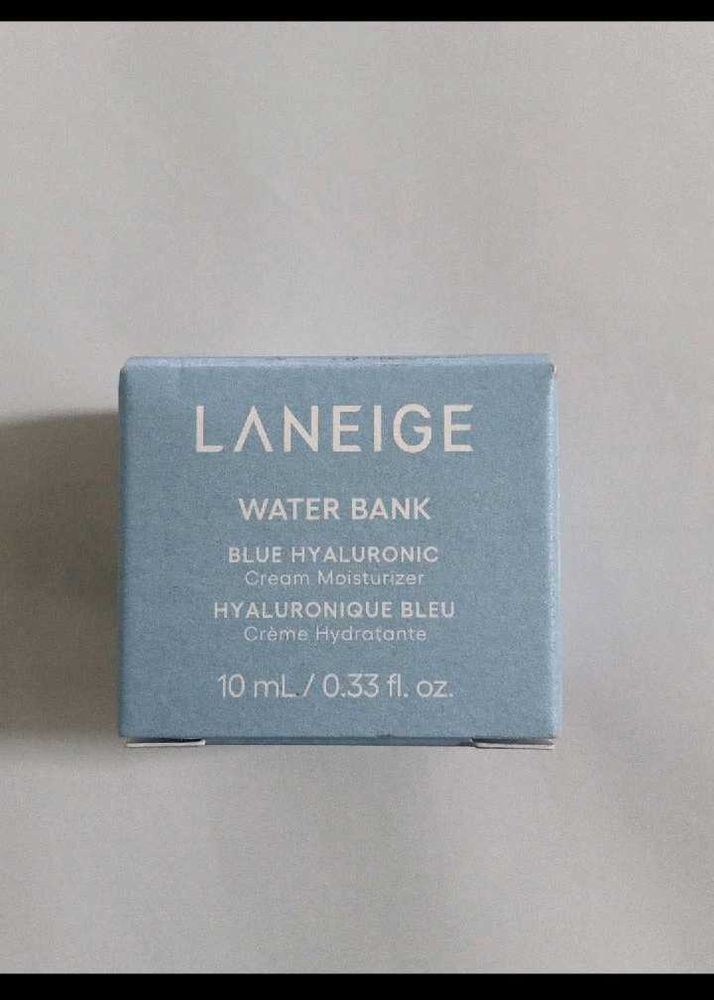 LANEIGE
WATER BANK
BLUE HYALURONIC
Cream Moisturizer
HYALURONIQUE BLEU
Crème Hydratante
10 mL / 0.33 fl. oz.